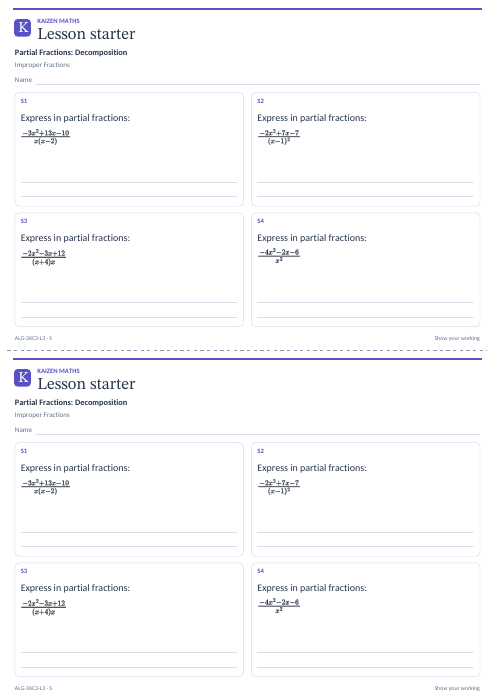 K
KAIZEN MATHS
Lesson starter
Partial Fractions: Decomposition
Improper Fractions
Name
S1
Express in partial fractions:
−3x²+13x−10
x(x−2)
S2
Express in partial fractions:
−2x²+7x−7
(x−1)²
S3
Express in partial fractions:
−2x²−3x+12
(x+4)x
S4
Express in partial fractions:
−4x²−2x−6
x²
ALG-36C3-L3 · S
Show your working
K
KAIZEN MATHS
Lesson starter
Partial Fractions: Decomposition
Improper Fractions
Name
S1
Express in partial fractions:
−3x²+13x−10
x(x−2)
S2
Express in partial fractions:
−2x²+7x−7
(x−1)²
S3
Express in partial fractions:
−2x²−3x+12
(x+4)x
S4
Express in partial fractions:
−4x²−2x−6
x²
ALG-36C3-L3 · S
Show your working